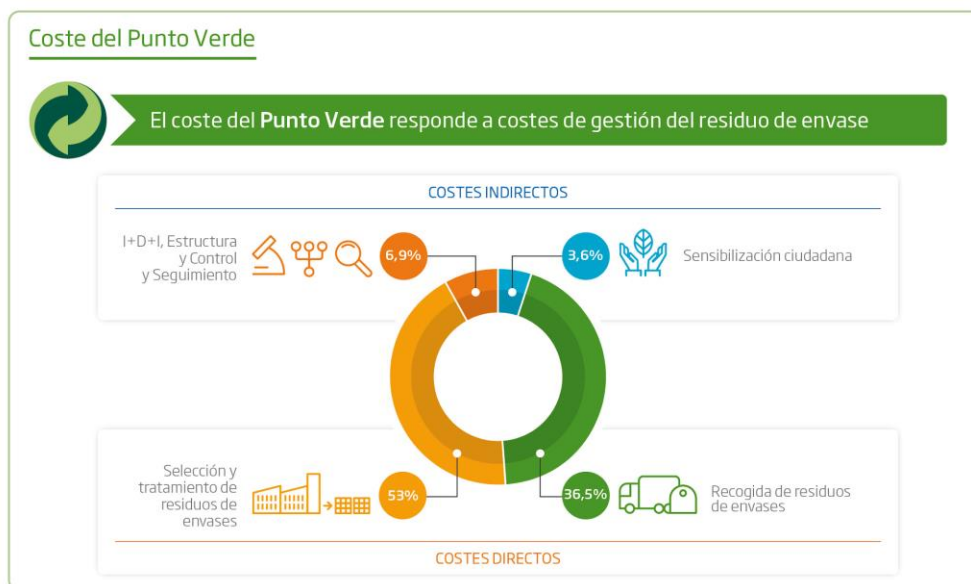 Coste del Punto Verde
El coste del Punto Verde responde a costes de gestión del residuo de envase
COSTES INDIRECTOS
I+D+I, Estructura
y Control
y Seguimiento
6,9%
3,6%
Sensibilización ciudadana
Selección y
tratamiento de
residuos de
envases
53%
36,5%
Recogida de residuos
de envases
COSTES DIRECTOS